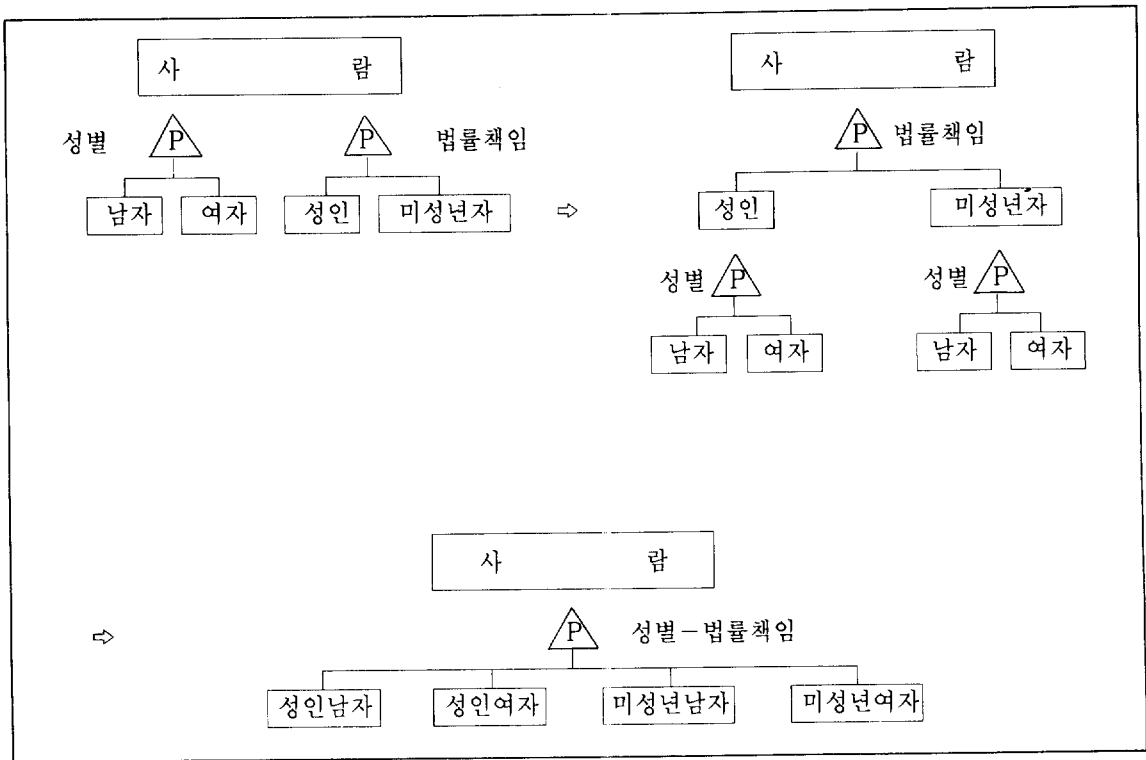 사 람
성별 P P 법률책임
남자 여자 성인 미성년자
⇨
사 람
P 법률책임
성인 미성년자
성별 P 성별 P
남자 여자 남자 여자
⇨
사 람
P 성별-법률책임
성인남자 성인여자 미성년남자 미성년여자